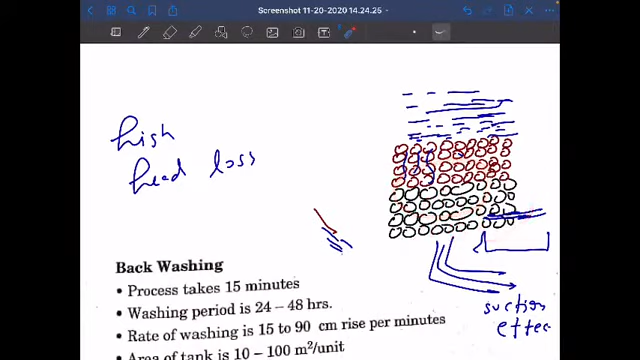 Screenshot 11-20-2020 14.24.25
high
head loss
suction
effec
Back Washing
• Process takes 15 minutes
• Washing period is 24 – 48 hrs.
• Rate of washing is 15 to 90 cm rise per minutes
• Area of tank is 10 – 100 m²/unit